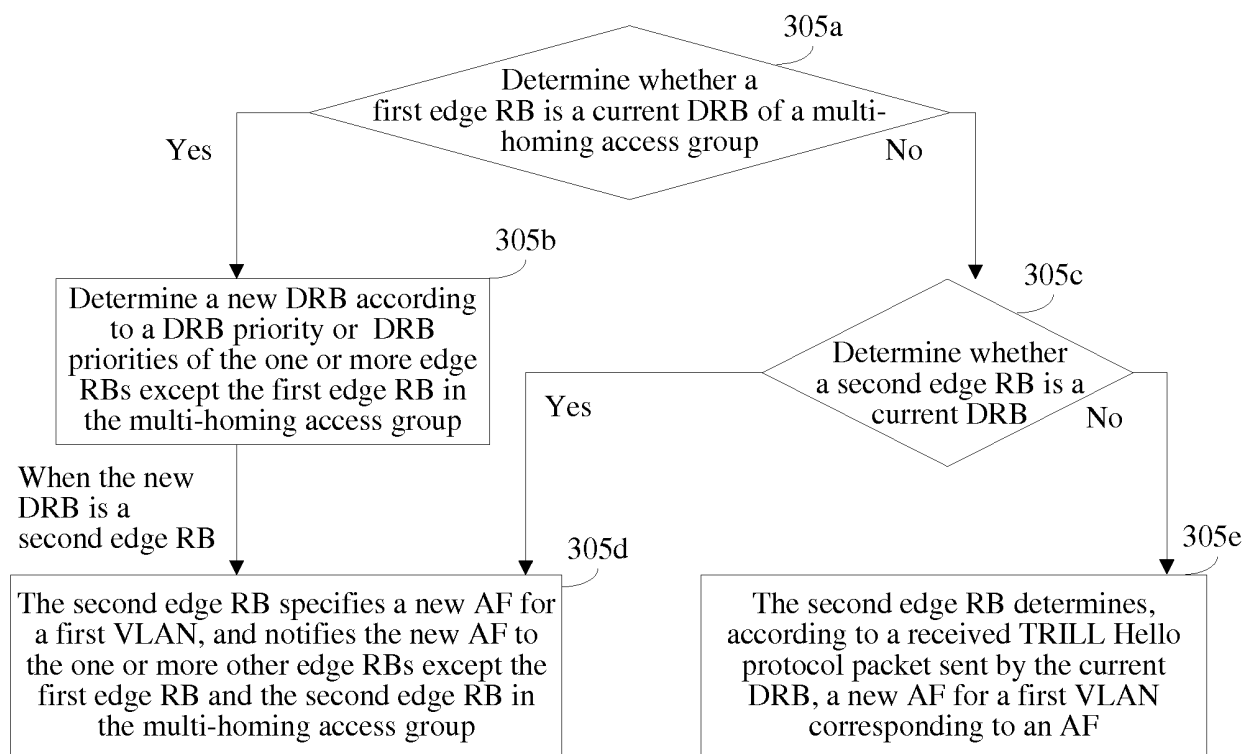 305a
Determine whether a
first edge RB is a current DRB of a multi-
homing access group
Yes
No
305b
Determine a new DRB according
to a DRB priority or DRB
priorities of the one or more edge
RBs except the first edge RB in
the multi-homing access group
305c
Determine whether
a second edge RB is a
current DRB
Yes
No
When the new
DRB is a
second edge RB
305d
The second edge RB specifies a new AF for
a first VLAN, and notifies the new AF to
the one or more other edge RBs except the
first edge RB and the second edge RB in
the multi-homing access group
305e
The second edge RB determines,
according to a received TRILL Hello
protocol packet sent by the current
DRB, a new AF for a first VLAN
corresponding to an AF